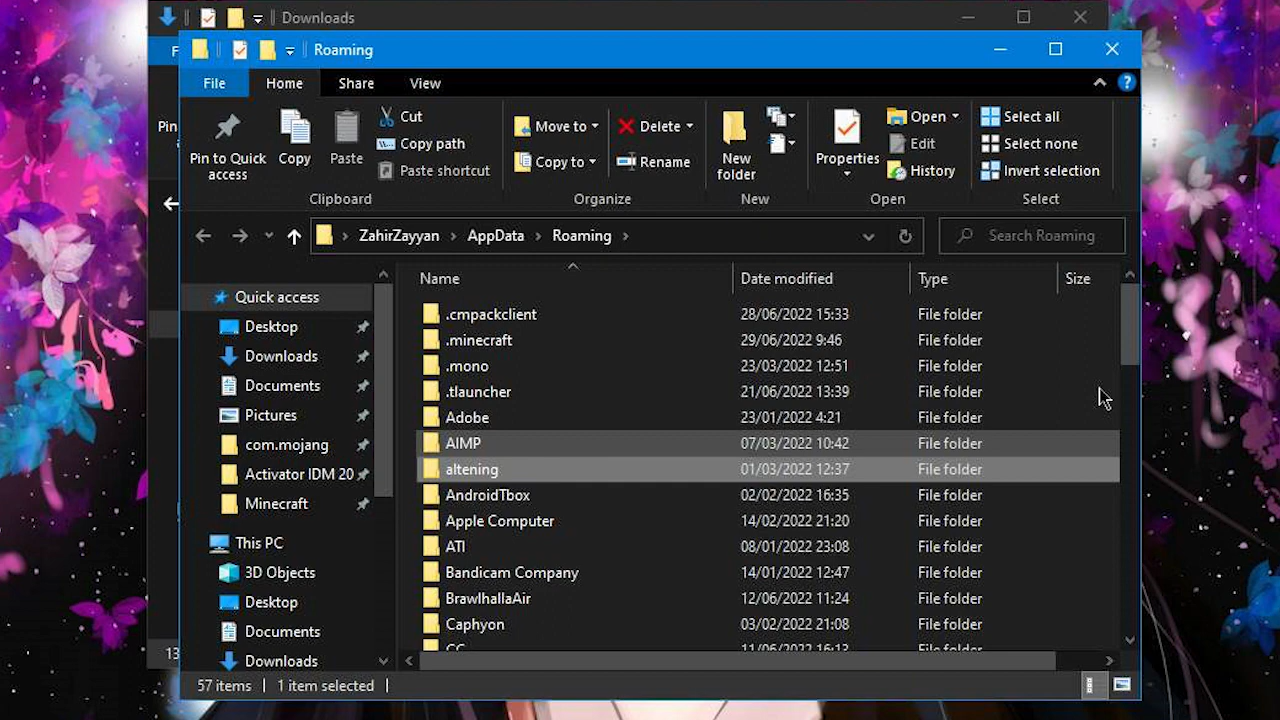 Downloads
F
Roaming
File Home Share View
Pin
Pin to Quick access
Copy
Paste
Cut
Copy path
Paste shortcut
Clipboard
Move to
Copy to
Delete
Rename
Organize
New folder
New
Properties
Open
Edit
History
Open
Select all
Select none
Invert selection
Select
ZahirZayyan > AppData > Roaming >
Search Roaming
Quick access
Desktop
Downloads
Documents
Pictures
com.mojang
Activator IDM 20
Minecraft
This PC
3D Objects
Desktop
Documents
Downloads
Name Date modified Type Size
.cmpackclient 28/06/2022 15:33 File folder
.minecraft 29/06/2022 9:46 File folder
.mono 23/03/2022 12:51 File folder
.tlauncher 21/06/2022 13:39 File folder
Adobe 23/01/2022 4:21 File folder
AIMP 07/03/2022 10:42 File folder
altening 01/03/2022 12:37 File folder
AndroidTbox 02/02/2022 16:35 File folder
Apple Computer 14/02/2022 21:20 File folder
ATI 08/01/2022 23:08 File folder
Bandicam Company 14/01/2022 12:47 File folder
BrawlhallaAir 12/06/2022 11:24 File folder
Caphyon 03/02/2022 21:08 File folder
13
57 items 1 item selected